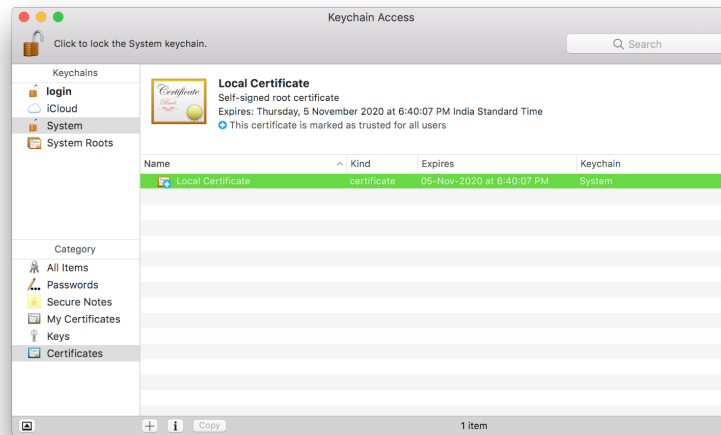 Keychain Access
Click to lock the System keychain.
Search
Keychains
login
iCloud
System
System Roots
Certificate
Root
Local Certificate
Self-signed root certificate
Expires: Thursday, 5 November 2020 at 6:40:07 PM India Standard Time
This certificate is marked as trusted for all users
Name Kind Expires Keychain
Local Certificate certificate 05-Nov-2020 at 6:40:07 PM System
Category
All Items
Passwords
Secure Notes
My Certificates
Keys
Certificates
Copy
1 item